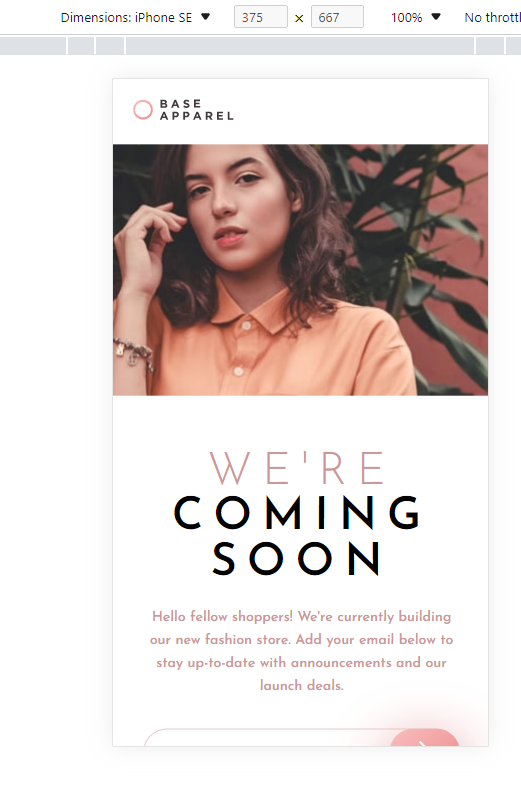 Dimensions: iPhone SE ▼ 375 × 667 100% ▼ No thrott
BASE
APPAREL
WE'RE
COMING
SOON
Hello fellow shoppers! We're currently building
our new fashion store. Add your email below to
stay up-to-date with announcements and our
launch deals.